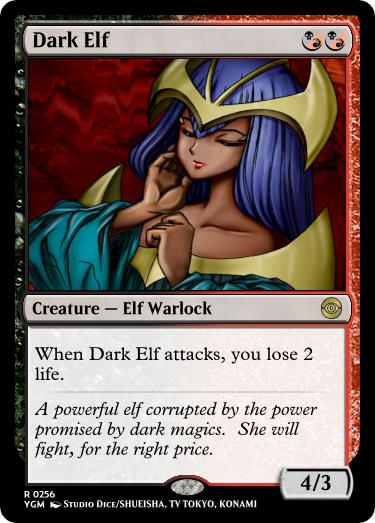 Dark Elf
Creature — Elf Warlock
When Dark Elf attacks, you lose 2
life.
A powerful elf corrupted by the power
promised by dark magics.  She will
fight, for the right price.
4/3
R 0256
YGM Studio Dice/SHUEISHA, TV TOKYO, KONAMI